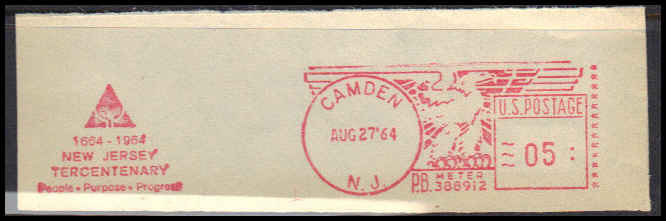 1664-1964
NEW JERSEY
TERCENTENARY
People • Purpose • Progress
CAMDEN
AUG 27'64
N. J.
U.S. POSTAGE
05
P.B. METER
388912